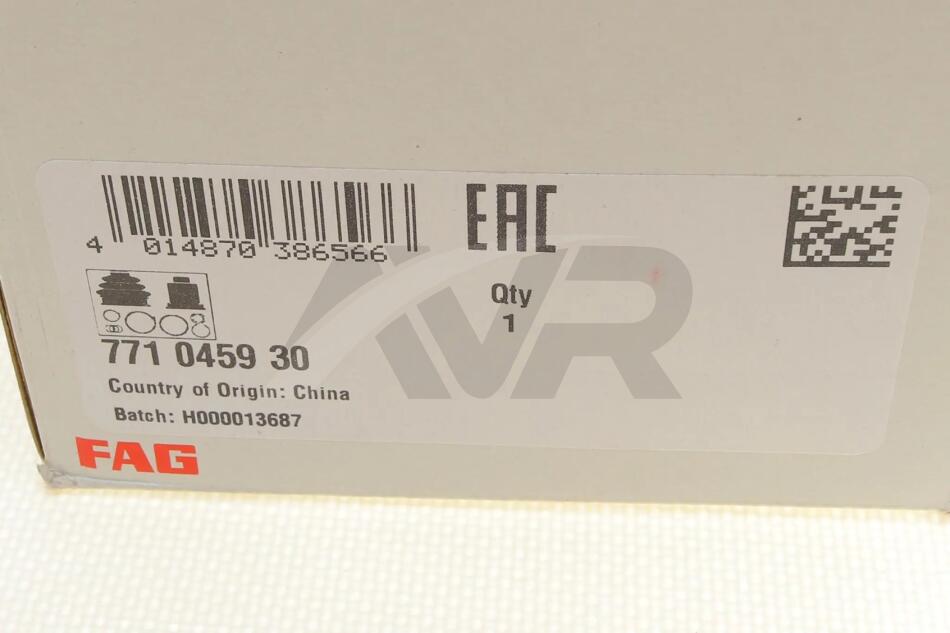 4 014870 386566
EAC
Qty
1
771 0459 30
Country of Origin: China
Batch: H000013687
FAG
AVR